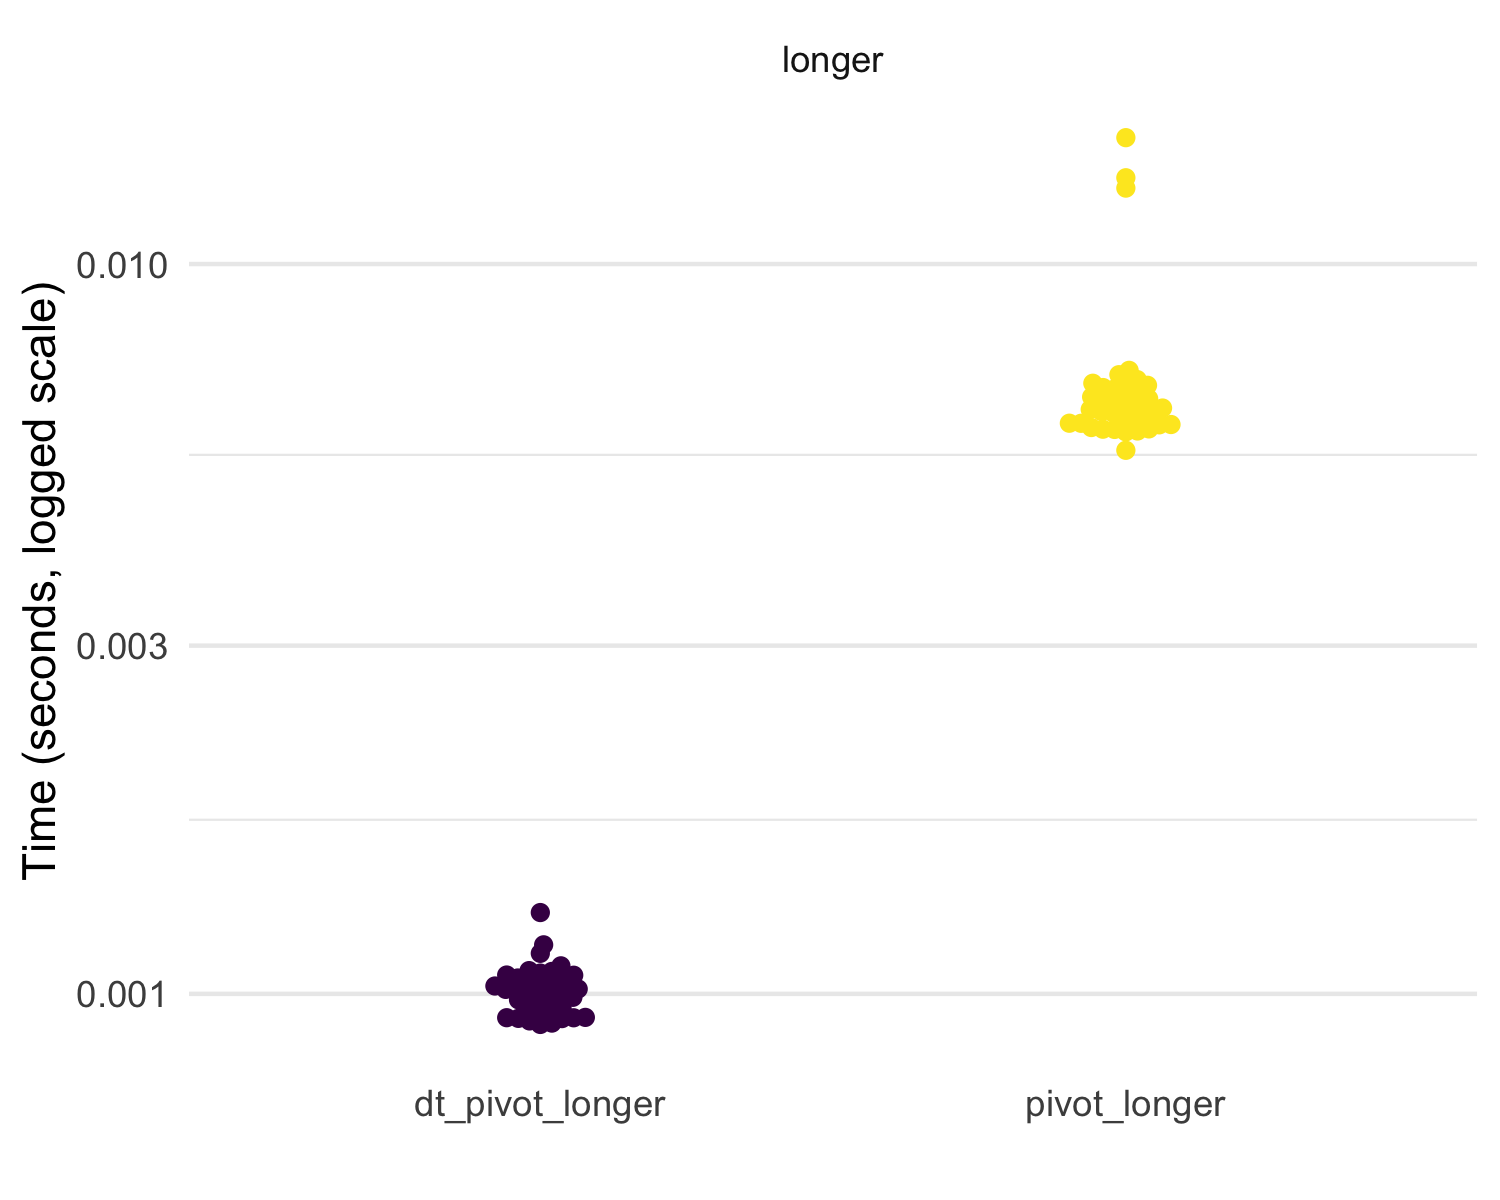 longer
Time (seconds, logged scale)
0.010
0.003
0.001
dt_pivot_longer
pivot_longer